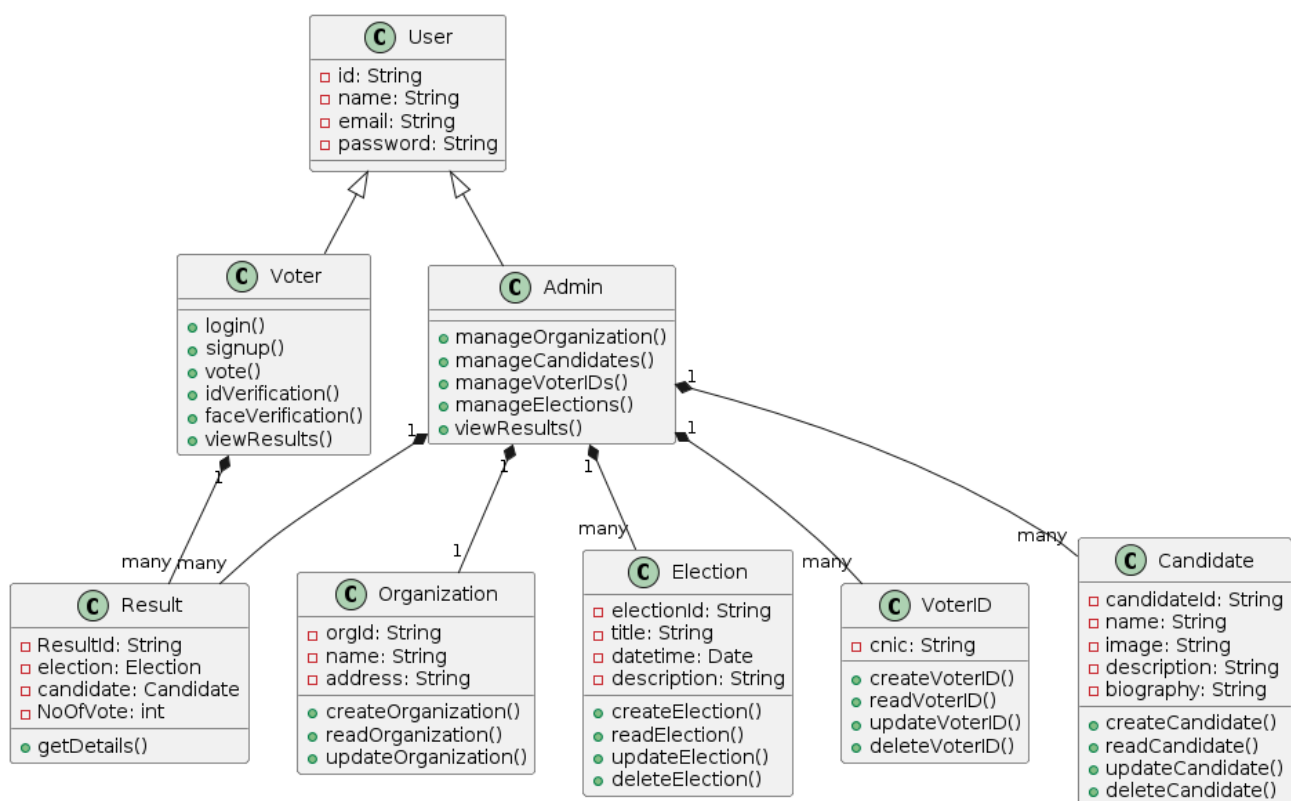 C User
id: String
name: String
email: String
password: String
C Voter
login()
signup()
vote()
idVerification()
faceVerification()
viewResults()
C Admin
manageOrganization()
manageCandidates()
manageVoterIDs()
manageElections()
viewResults()
1
1
1
1
1
1
many
many
1
many
many
many
C Result
ResultId: String
election: Election
candidate: Candidate
NoOfVote: int
getDetails()
C Organization
orgId: String
name: String
address: String
createOrganization()
readOrganization()
updateOrganization()
C Election
electionId: String
title: String
datetime: Date
description: String
createElection()
readElection()
updateElection()
deleteElection()
C VoterID
cnic: String
createVoterID()
readVoterID()
updateVoterID()
deleteVoterID()
C Candidate
candidateId: String
name: String
image: String
description: String
biography: String
createCandidate()
readCandidate()
updateCandidate()
deleteCandidate()